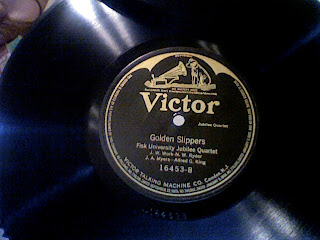 Victor
Jubilee Quartet
Golden Slippers
Fisk University Jubilee Quartet
J. W. Work-N. W. Ryder
J. A. Myers-Alfred G. King
16453-B
VICTOR TALKING MACHINE CO. Camden, N.J.